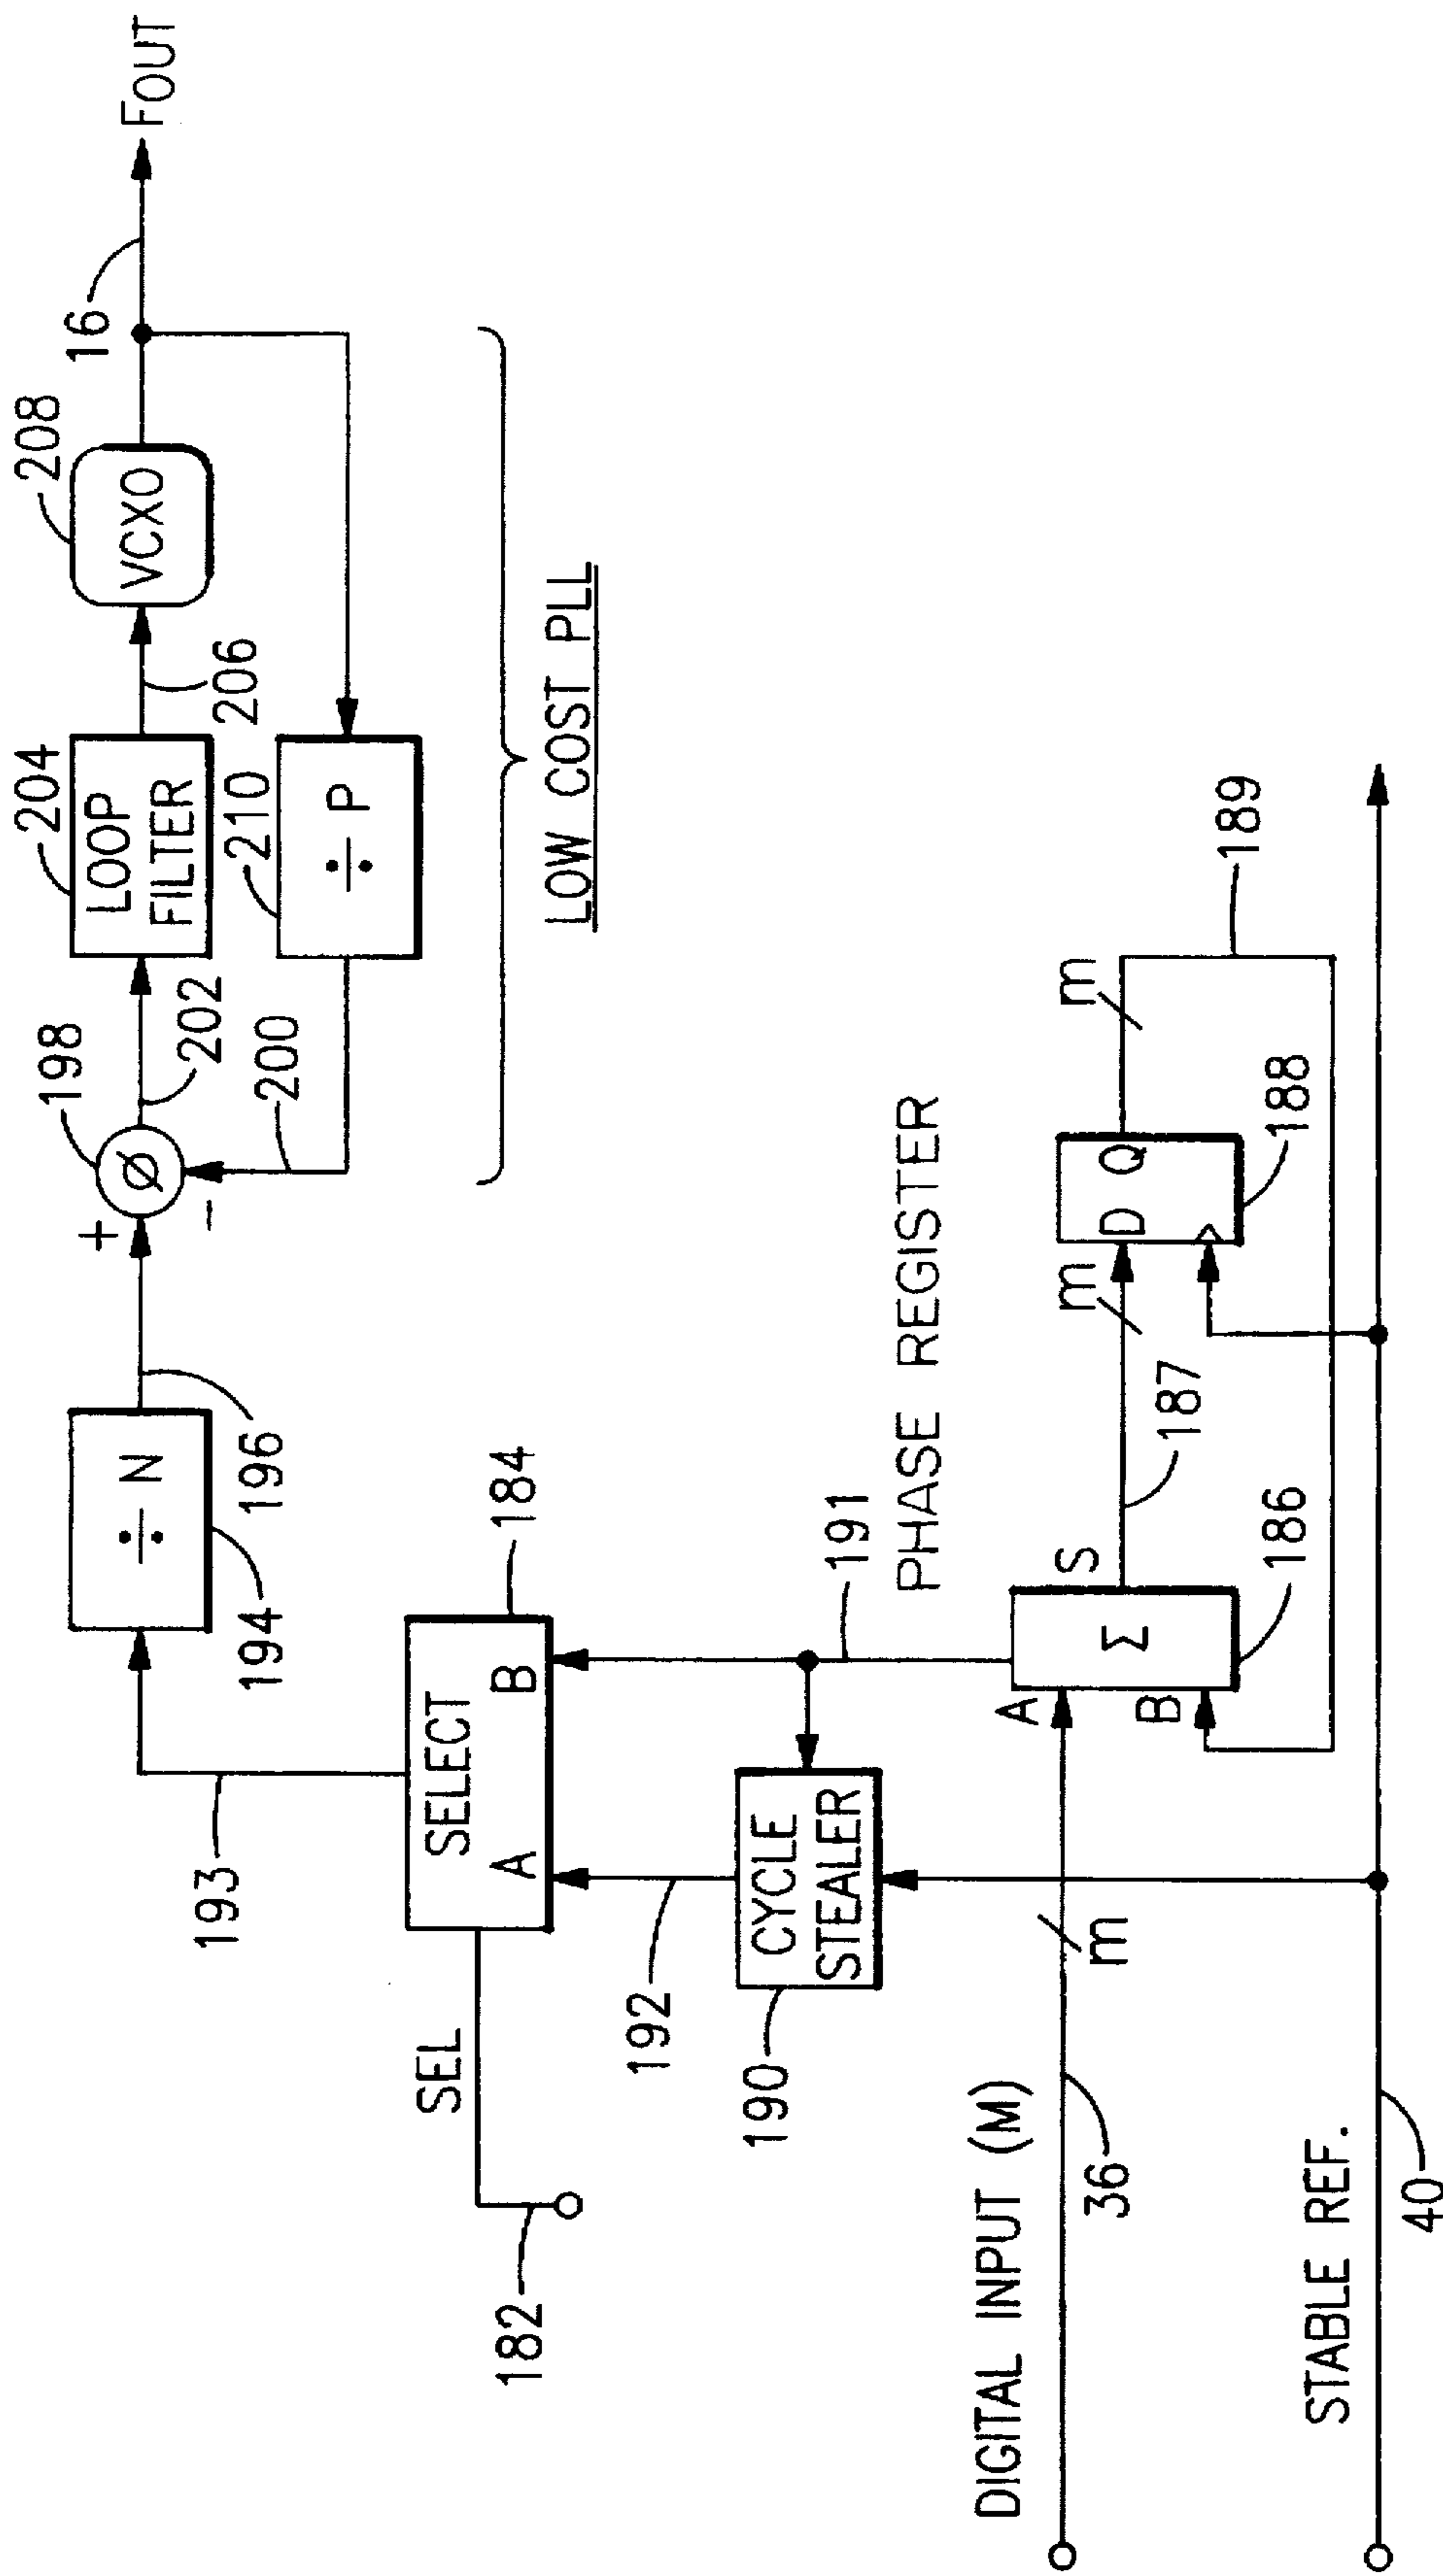 204
208
16
FOUT
198
LOOP
FILTER
VCXO
÷ N
+
Ø
202
206
194
196
-
200
210
÷ P
193
184
SEL
SELECT
LOW COST PLL
A
B
182
192
191
CYCLE
STEALER
190
PHASE REGISTER
DIGITAL INPUT (M)
A
S
m
m
189
m
Σ
D Q
36
B
187
186
188
STABLE REF.
40